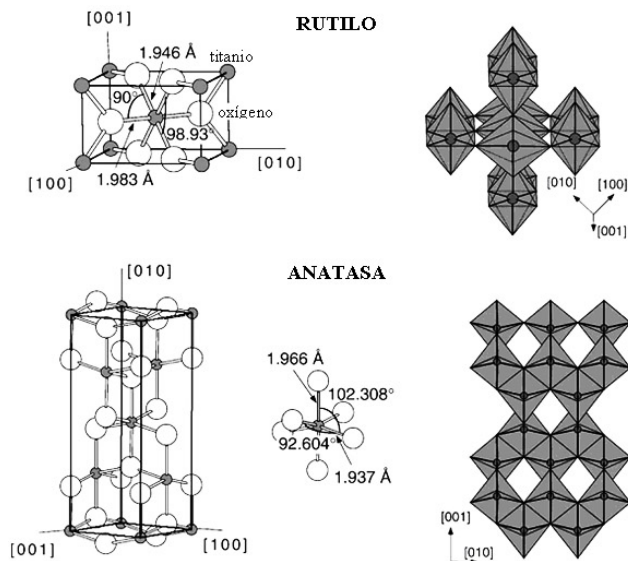 RUTILO
[001]
1.946 Å
titanio
90°
oxígeno
98.93°
[010]
[100]
1.983 Å
[010]
[100]
[001]
ANATASA
[010]
1.966 Å
102.308°
92.604°
1.937 Å
[001]
[100]
[001]
[010]